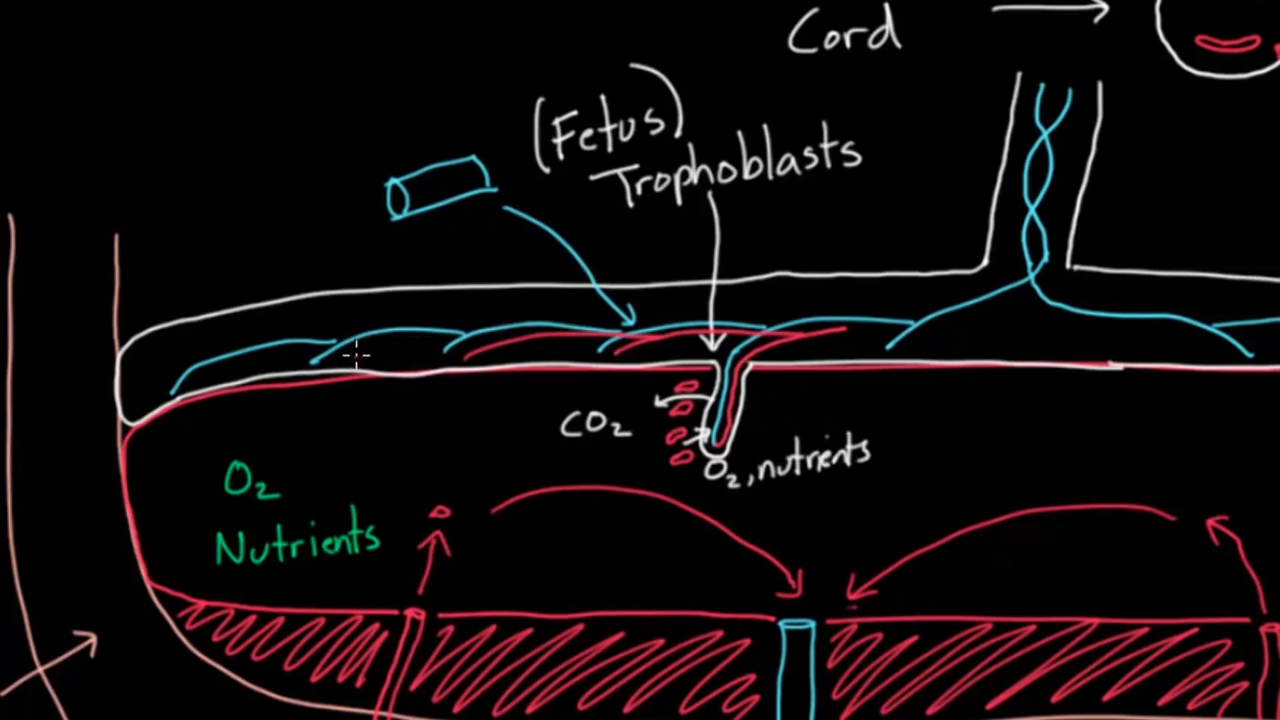 Cord
(Fetus)
Trophoblasts
CO2
O2, nutrients
O2
Nutrients